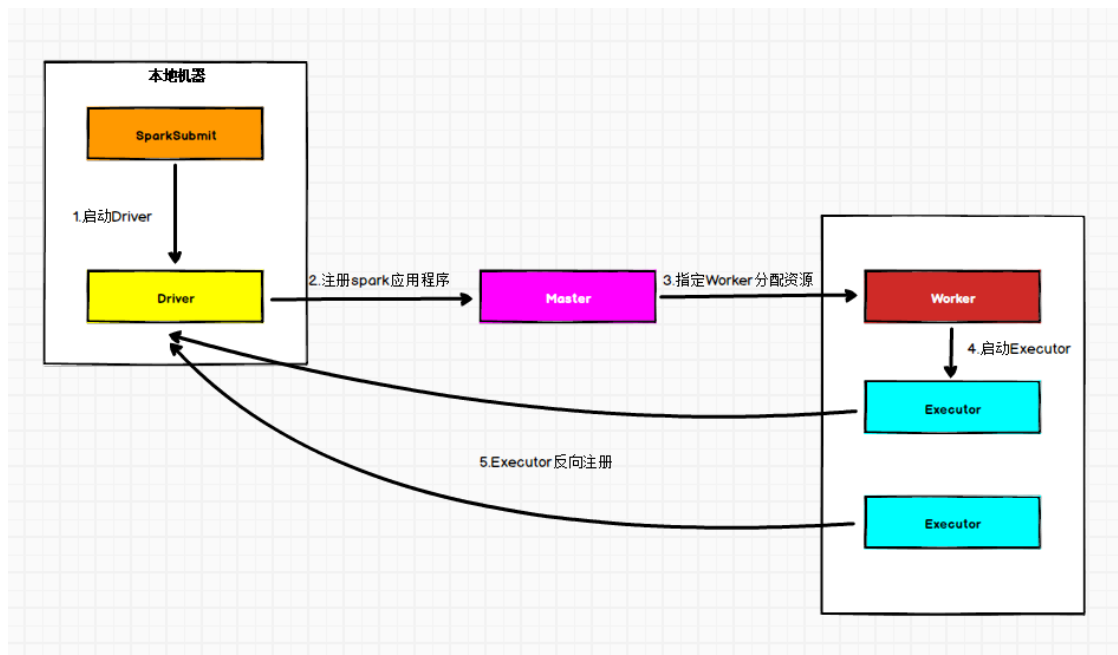 本地机器
SparkSubmit
1.启动Driver
Driver
2.注册spark应用程序
Master
3.指定Worker分配资源
Worker
4.启动Executor
Executor
5.Executor反向注册
Executor